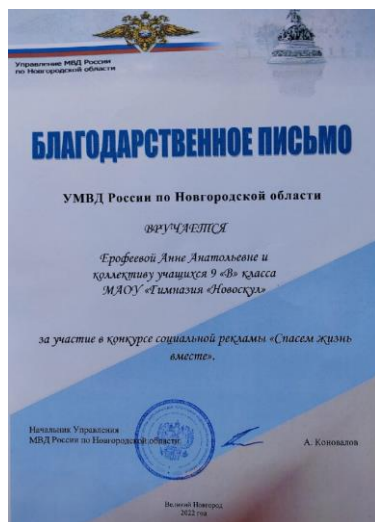 Управление МВД России
по Новгородской области
БЛАГОДАРСТВЕННОЕ ПИСЬМО
УМВД России по Новгородской области
ВРУЧАЕТСЯ
Ерофеевой Анне Анатольевне и
коллективу учащихся 9 «В» класса
МАОУ «Гимназия «Новоскул»
за участие в конкурсе социальной рекламы «Спасем жизнь
вместе».
Начальник Управления
МВД России по Новгородской области
А. Коновалов
Великий Новгород
2022 год